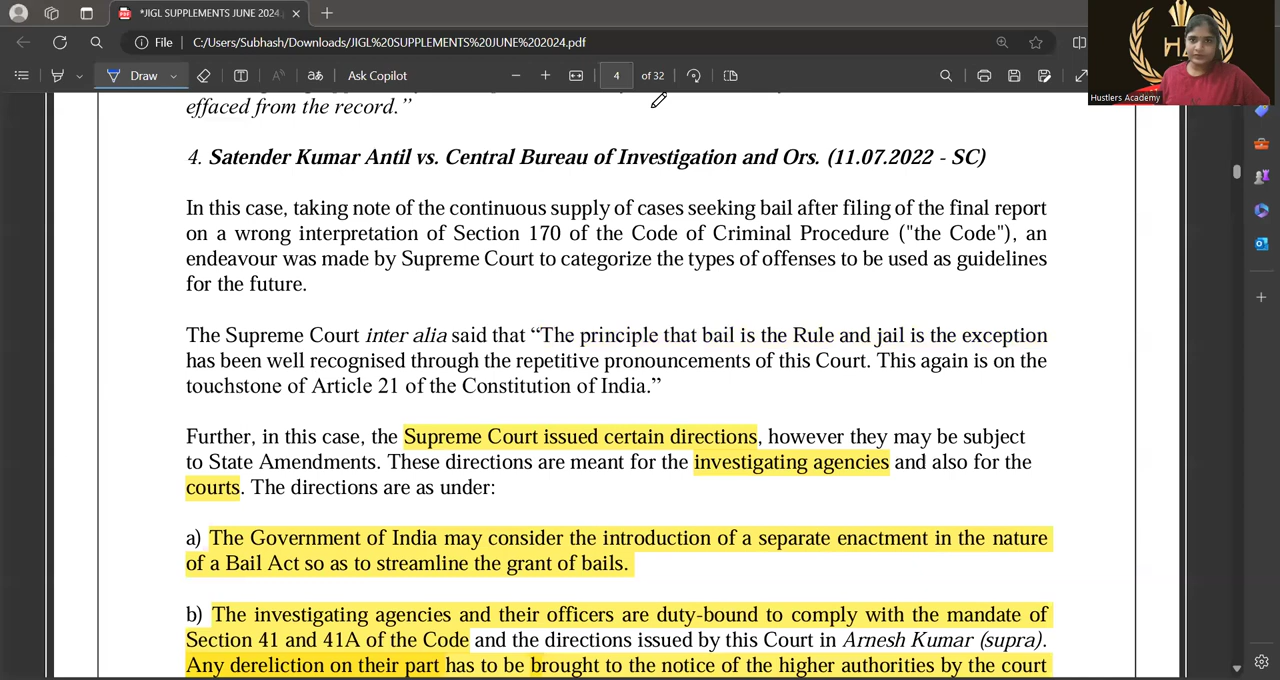 *JIGL SUPPLEMENTS JUNE 2024.
File
C:/Users/Subhash/Downloads/JIGL%20SUPPLEMENTS%20JUNE%202024.pdf
Draw
Ask Copilot
4 of 32
Hustlers Academy
effaced from the record.”
4. Satender Kumar Antil vs. Central Bureau of Investigation and Ors. (11.07.2022 - SC)
In this case, taking note of the continuous supply of cases seeking bail after filing of the final report
on a wrong interpretation of Section 170 of the Code of Criminal Procedure ("the Code"), an
endeavour was made by Supreme Court to categorize the types of offenses to be used as guidelines
for the future.
The Supreme Court inter alia said that “The principle that bail is the Rule and jail is the exception
has been well recognised through the repetitive pronouncements of this Court. This again is on the
touchstone of Article 21 of the Constitution of India.”
Further, in this case, the Supreme Court issued certain directions, however they may be subject
to State Amendments. These directions are meant for the investigating agencies and also for the
courts. The directions are as under:
a) The Government of India may consider the introduction of a separate enactment in the nature
of a Bail Act so as to streamline the grant of bails.
b) The investigating agencies and their officers are duty-bound to comply with the mandate of
Section 41 and 41A of the Code and the directions issued by this Court in Arnesh Kumar (supra).
Any dereliction on their part has to be brought to the notice of the higher authorities by the court